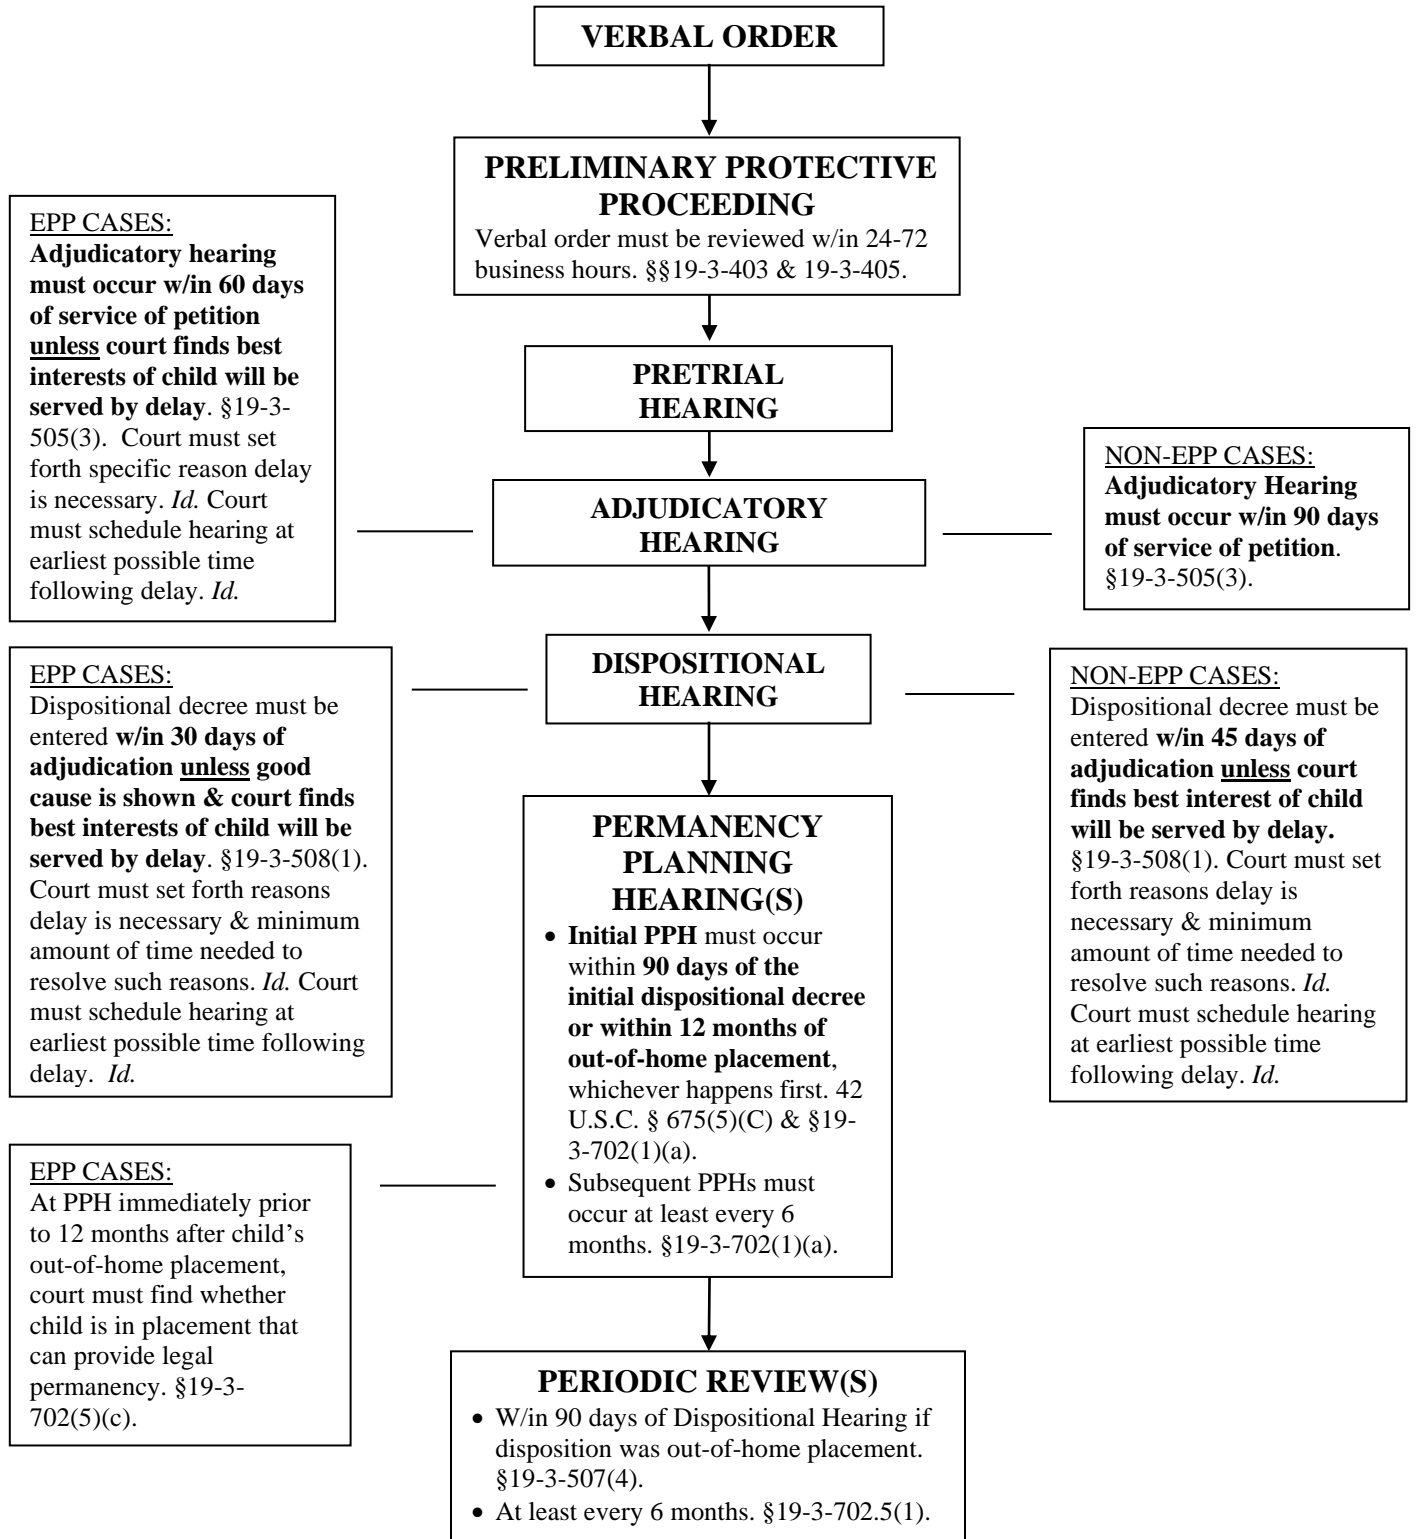 VERBAL ORDER
PRELIMINARY PROTECTIVE
PROCEEDING
Verbal order must be reviewed w/in 24-72
business hours. §§19-3-403 & 19-3-405.
EPP CASES:
Adjudicatory hearing
must occur w/in 60 days
of service of petition
unless court finds best
interests of child will be
served by delay. §19-3-
505(3).  Court must set
forth specific reason delay
is necessary. Id. Court
must schedule hearing at
earliest possible time
following delay. Id.
PRETRIAL
HEARING
ADJUDICATORY
HEARING
NON-EPP CASES:
Adjudicatory Hearing
must occur w/in 90 days
of service of petition.
§19-3-505(3).
EPP CASES:
Dispositional decree must be
entered w/in 30 days of
adjudication unless good
cause is shown & court finds
best interests of child will be
served by delay. §19-3-508(1).
Court must set forth reasons
delay is necessary & minimum
amount of time needed to
resolve such reasons. Id. Court
must schedule hearing at
earliest possible time following
delay.  Id.
DISPOSITIONAL
HEARING
NON-EPP CASES:
Dispositional decree must be
entered w/in 45 days of
adjudication unless court
finds best interest of child
will be served by delay.
§19-3-508(1). Court must set
forth reasons delay is
necessary & minimum
amount of time needed to
resolve such reasons. Id.
Court must schedule hearing
at earliest possible time
following delay. Id.
PERMANENCY
PLANNING
HEARING(S)
• Initial PPH must occur
within 90 days of the
initial dispositional decree
or within 12 months of
out-of-home placement,
whichever happens first. 42
U.S.C. § 675(5)(C) & §19-
3-702(1)(a).
• Subsequent PPHs must
occur at least every 6
months. §19-3-702(1)(a).
EPP CASES:
At PPH immediately prior
to 12 months after child's
out-of-home placement,
court must find whether
child is in placement that
can provide legal
permanency. §19-3-
702(5)(c).
PERIODIC REVIEW(S)
• W/in 90 days of Dispositional Hearing if
disposition was out-of-home placement.
§19-3-507(4).
• At least every 6 months. §19-3-702.5(1).